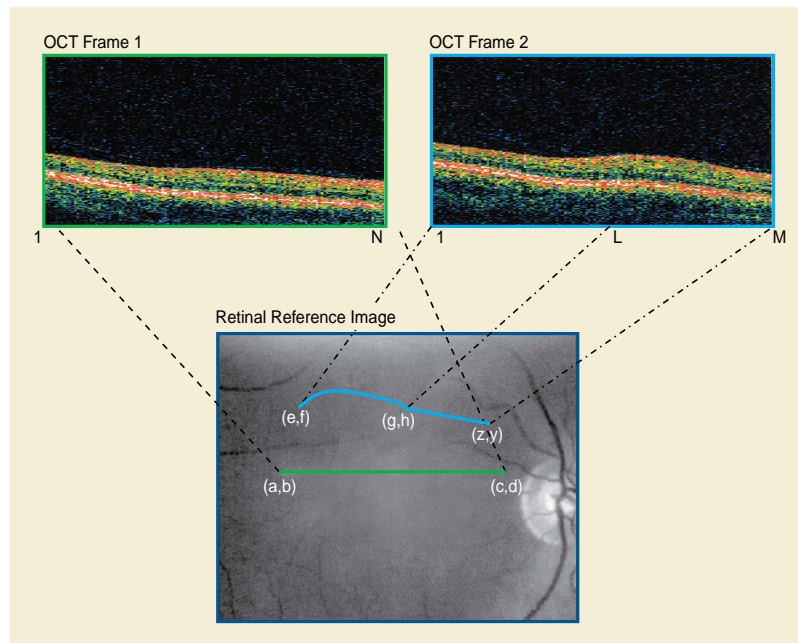 OCT Frame 1
OCT Frame 2
1
N
1
L
M
Retinal Reference Image
(e,f)
(g,h)
(z,y)
(a,b)
(c,d)